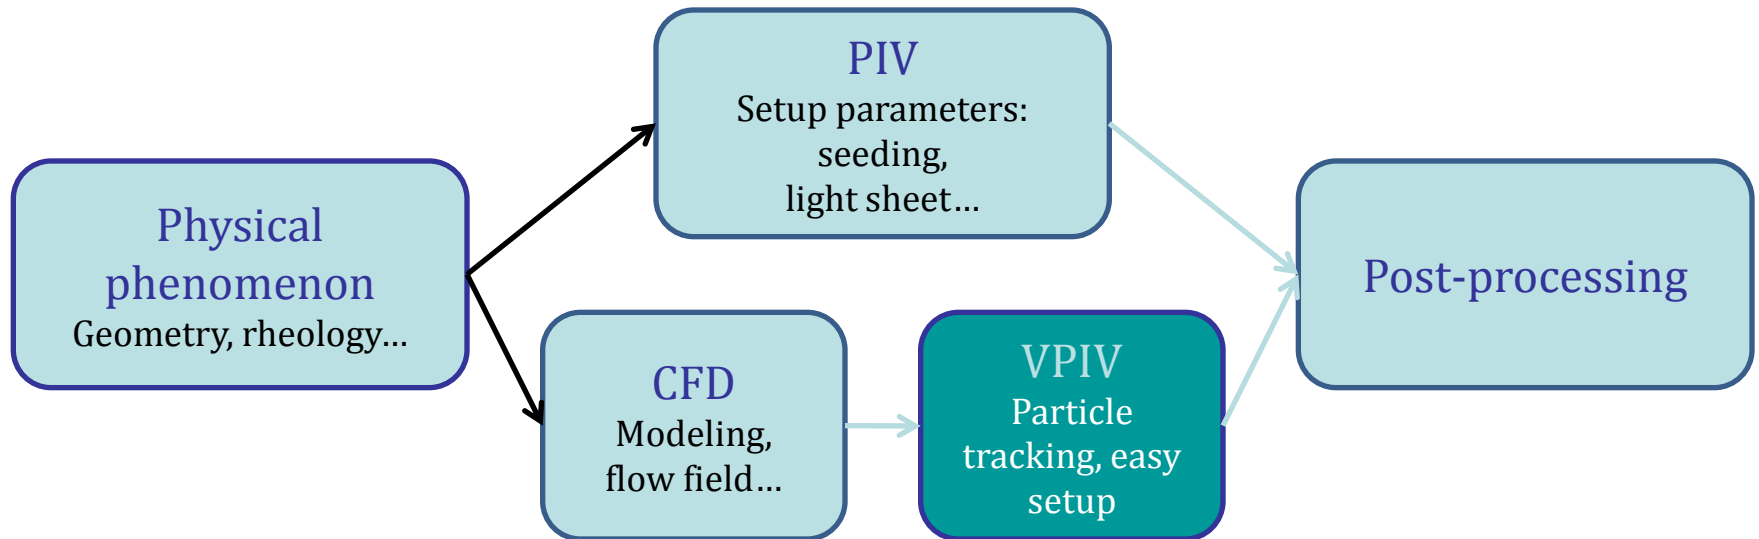 Physical
phenomenon
Geometry, rheology…
PIV
Setup parameters:
seeding,
light sheet…
CFD
Modeling,
flow field…
VPIV
Particle
tracking, easy
setup
Post-processing